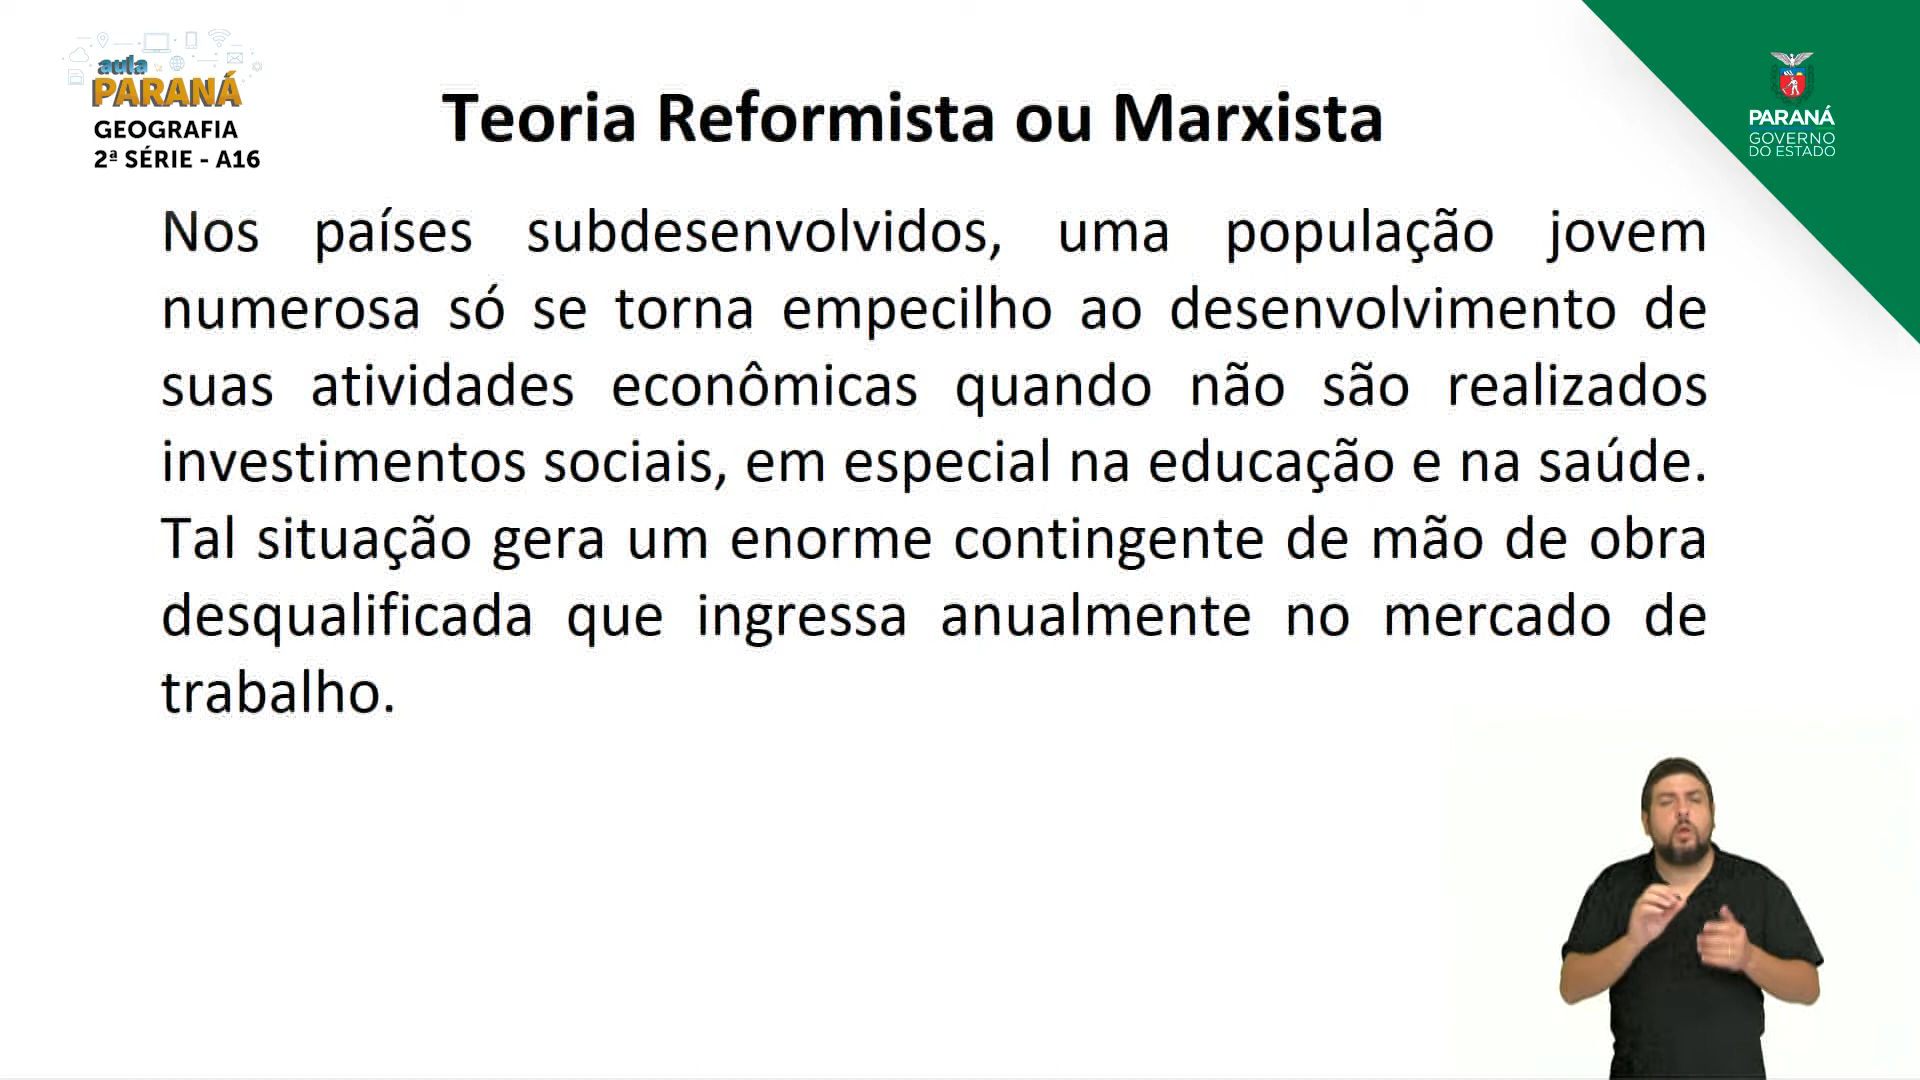 aula
PARANÁ
GEOGRAFIA
2ª SÉRIE - A16
Teoria Reformista ou Marxista
PARANÁ
GOVERNO
DO ESTADO
Nos países subdesenvolvidos, uma população jovem
numerosa só se torna empecilho ao desenvolvimento de
suas atividades econômicas quando não são realizados
investimentos sociais, em especial na educação e na saúde.
Tal situação gera um enorme contingente de mão de obra
desqualificada que ingressa anualmente no mercado de
trabalho.